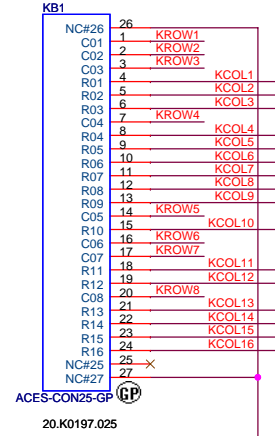 KB1
NC#26 26
C01 1 KROW1
C02 2 KROW2
C03 3 KROW3
R01 4 KCOL1
R02 5 KCOL2
R03 6 KCOL3
C04 7 KROW4
R04 8 KCOL4
R05 9 KCOL5
R06 10 KCOL6
R07 11 KCOL7
R08 12 KCOL8
R09 13 KCOL9
C05 14 KROW5
R10 15 KCOL10
C06 16 KROW6
C07 17 KROW7
R11 18 KCOL11
R12 19 KCOL12
C08 20 KROW8
R13 21 KCOL13
R14 22 KCOL14
R15 23 KCOL15
R16 24 KCOL16
NC#25 25
NC#27 27
ACES-CON25-GP GP
20.K0197.025